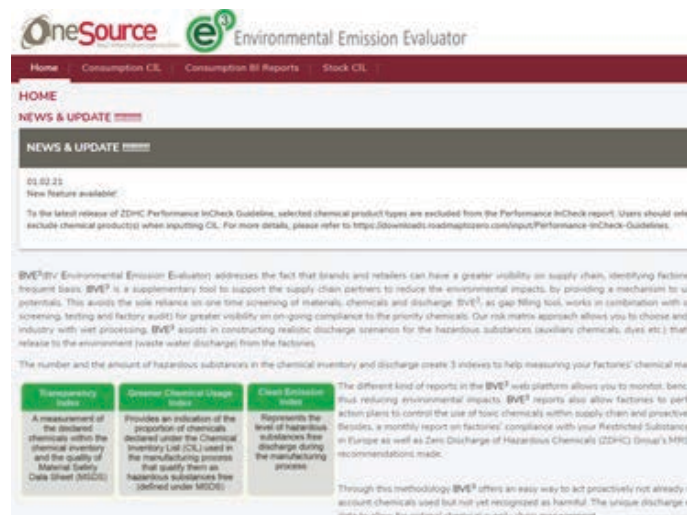 OneSource
e3 Environmental Emission Evaluator
Home Consumption CIL Consumption BI Reports Stock CIL
HOME
NEWS & UPDATE
NEWS & UPDATE
01.02.21
New feature available!
To the latest release of ZDHC Performance InCheck Guideline, selected chemical product types are excluded from the Performance InCheck report. Users should
exclude chemical product(s) when inputting CIL. For more details, please refer to https://downloads.roadmaptozero.com/input/Performance-InCheck-Guidelines.
BVE³(BV Environmental Emission Evaluator) addresses the fact that brands and retailers can have a greater visibility on supply chain, identifying
frequent basis. BVE³ is a supplementary tool to support the supply chain partners to reduce the environmental impacts, by providing a mechanism to
potentials. This avoids the sole reliance on one time screening of materials, chemicals and discharge. BVE³, as gap filling tool, works in combination with
screening, testing and factory audit) for greater visibility on on-going compliance to the priority chemicals. Our risk matrix approach allows you to choose and
industry with wet processing, BVE³ assists in constructing realistic discharge scenarios for the hazardous substances (auxiliary chemicals, dyes etc.) that
release to the environment (waste water discharge) from the factories.
The number and the amount of hazardous substances in the chemical inventory and discharge create 3 indexes to help measuring your factories' chemical
Transparency Index
A measurement of
the declared
chemicals within the
chemical inventory
and the quality of
Material Safety
Data Sheet (MSDS)
Greener Chemical Usage
Index
Provides an indication of the
proportion of chemicals
declared under the Chemical
Inventory List (CIL) used in
the manufacturing process
that qualify them as
hazardous substances free
(defined under MSDS)
Clean Emission
Index
Represents the
level of hazardous
substances free
discharge during
the manufacturing
process
The different kind of reports in the BVE³ web platform allows you to monitor,
thus reducing environmental impacts. BVE³ reports also allow factories to
action plans to control the use of toxic chemicals within supply chain and
Besides, a monthly report on factories' compliance with your Restricted
in Europe as well as Zero Discharge of Hazardous Chemicals (ZDHC) Group's
recommendations made.
Through this methodology BVE³ offers an easy way to act proactively not already
account chemicals used but not yet recognized as harmful. The unique discharge